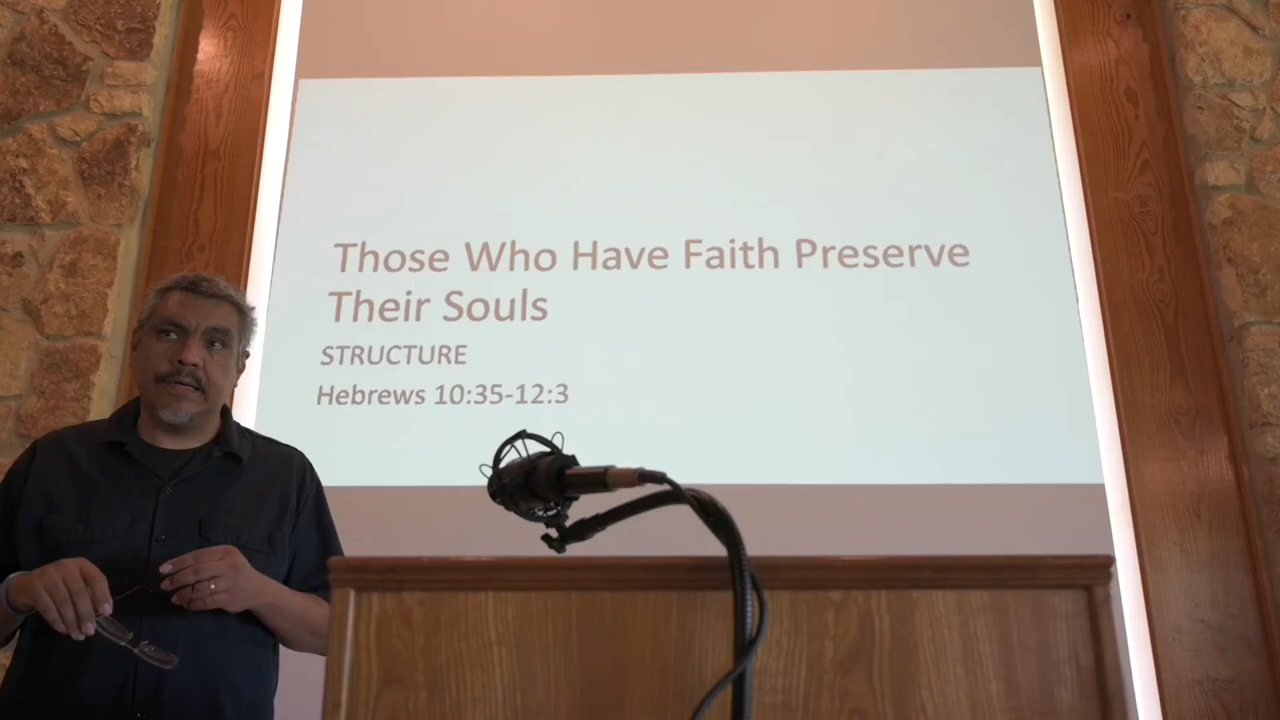 Those Who Have Faith Preserve
Their Souls
STRUCTURE
Hebrews 10:35-12:3